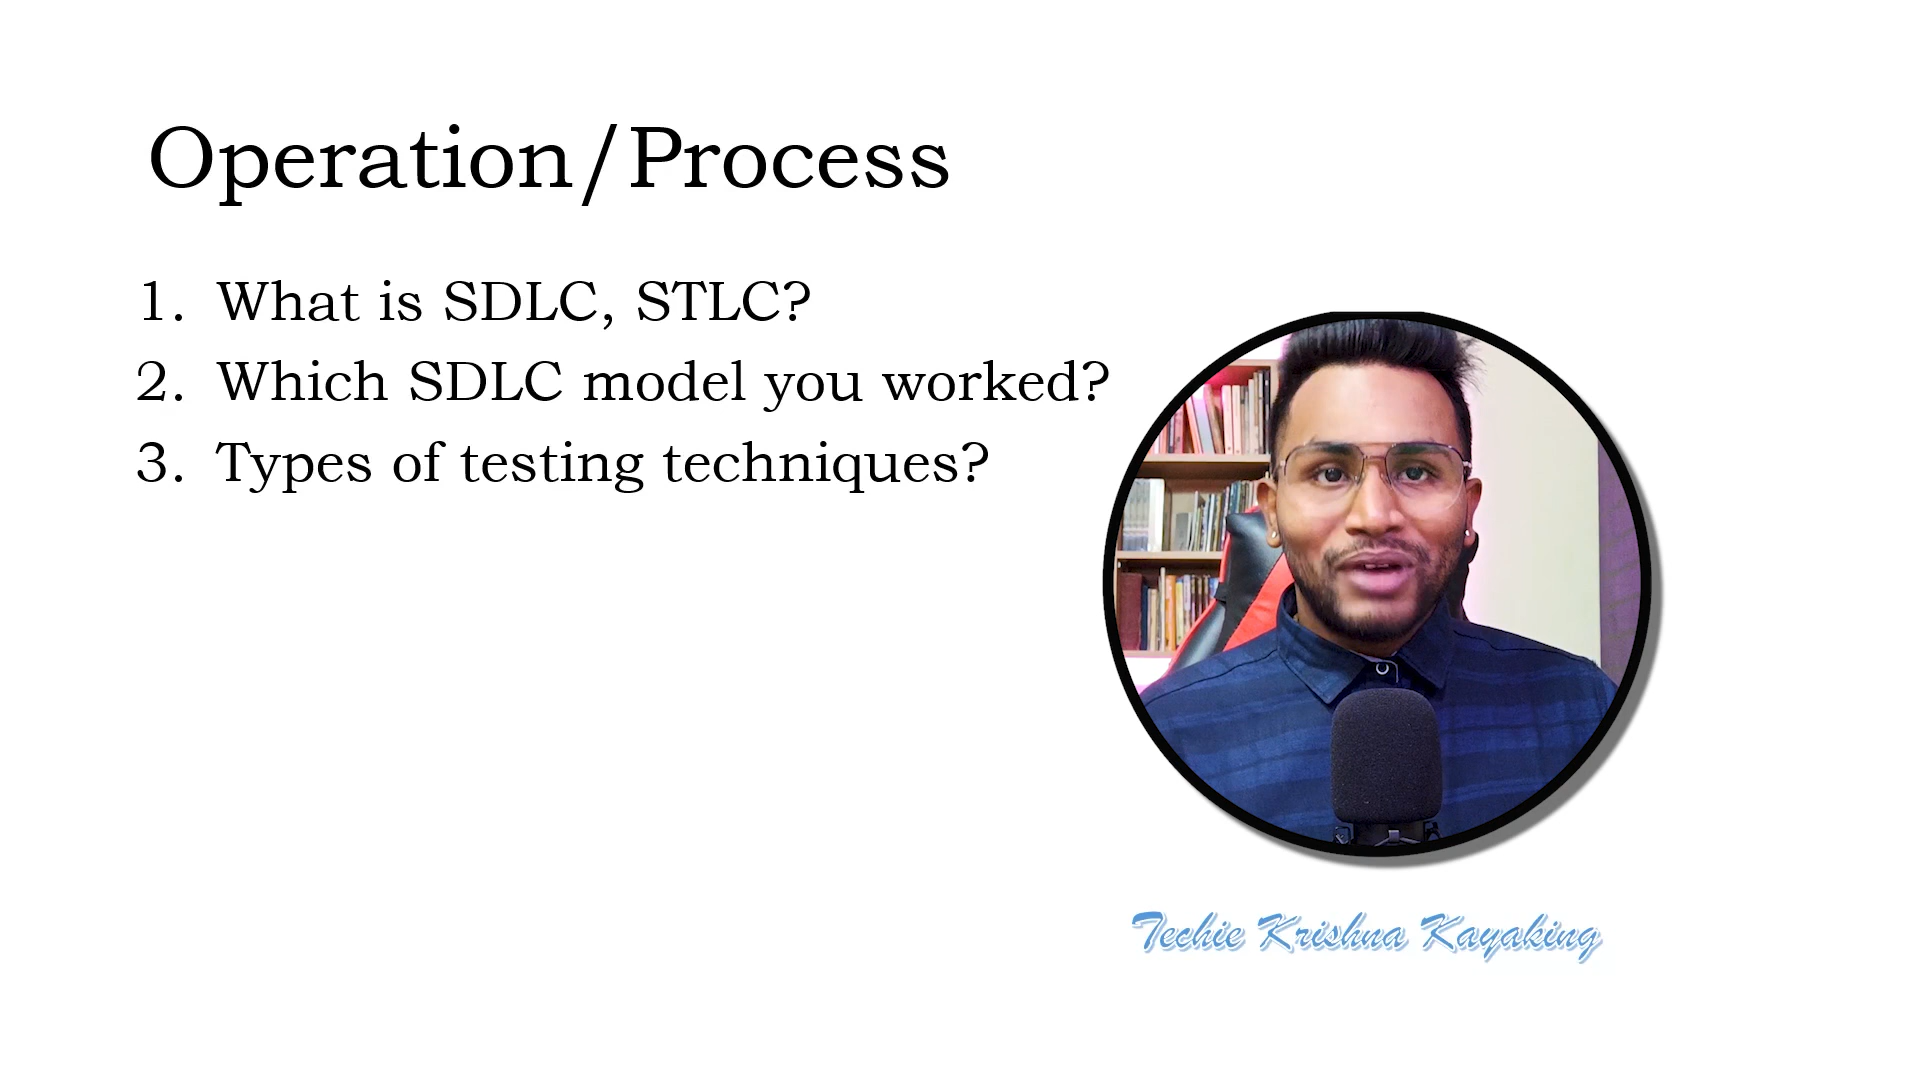 Operation/Process
1. What is SDLC, STLC?
2. Which SDLC model you worked?
3. Types of testing techniques?
Techie Krishna Kayaking